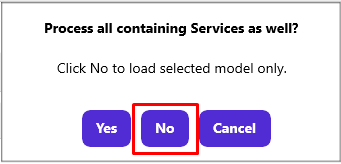 Process all containing Services as well?
Click No to load selected model only.
Yes No Cancel